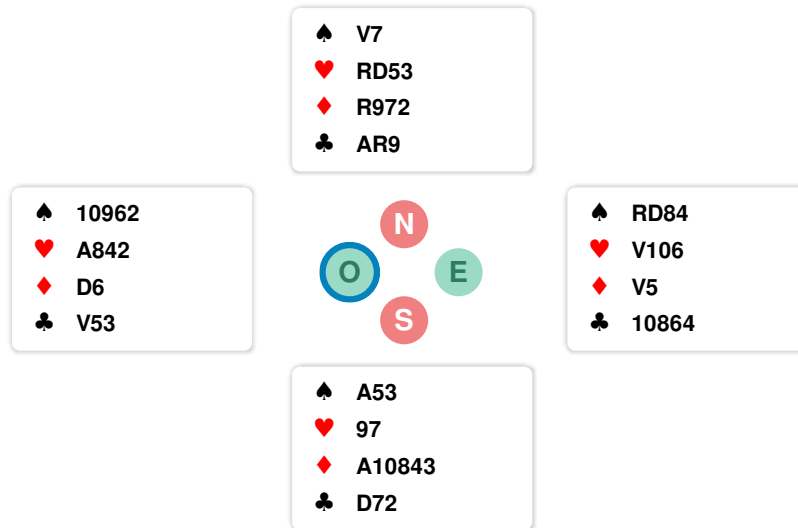 ♠ V7
♥ RD53
♦ R972
♣ AR9
♠ 10962
♥ A842
♦ D6
♣ V53
N
O E
S
♠ RD84
♥ V106
♦ V5
♣ 10864
♠ A53
♥ 97
♦ A10843
♣ D72